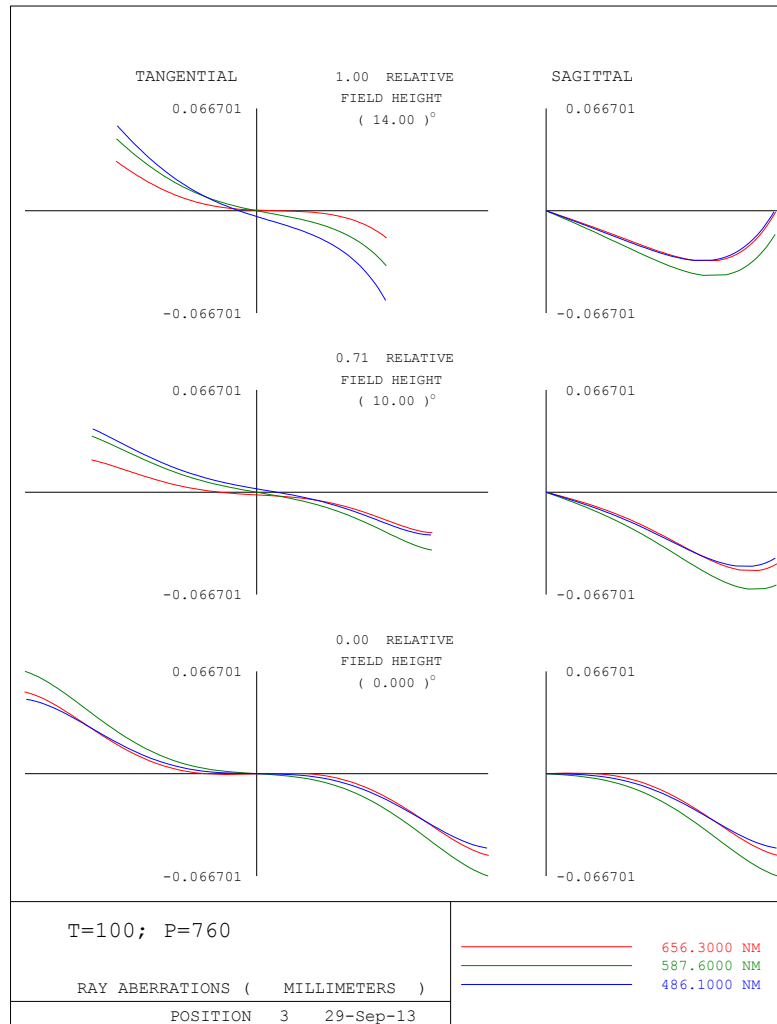 TANGENTIAL 1.00 RELATIVE SAGITTAL
FIELD HEIGHT
0.066701 ( 14.00 )° 0.066701
-0.066701 -0.066701
0.71 RELATIVE
FIELD HEIGHT
0.066701 ( 10.00 )° 0.066701
-0.066701 -0.066701
0.00 RELATIVE
FIELD HEIGHT
0.066701 ( 0.000 )° 0.066701
-0.066701 -0.066701
T=100; P=760
RAY ABERRATIONS ( MILLIMETERS )
POSITION 3 29-Sep-13
656.3000 NM
587.6000 NM
486.1000 NM